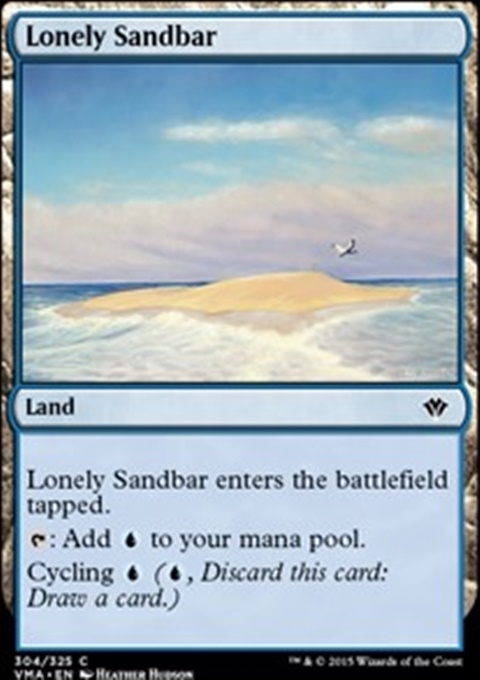 Lonely Sandbar
Land
Lonely Sandbar enters the battlefield
tapped.
: Add to your mana pool.
Cycling (, Discard this card:
Draw a card.)
304/325 C
VMA • EN Heather Hudson
™ & © 2015 Wizards of the Coast